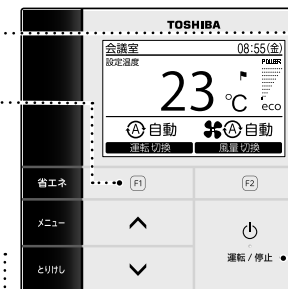 TOSHIBA
会議室 08:55(金)
設定温度 POWER
23 ℃ eco
Ⓐ自動 Ⓐ自動
運転切換 風量切換
省エネ F1 F2
メニュー
運転/停止
とりけし